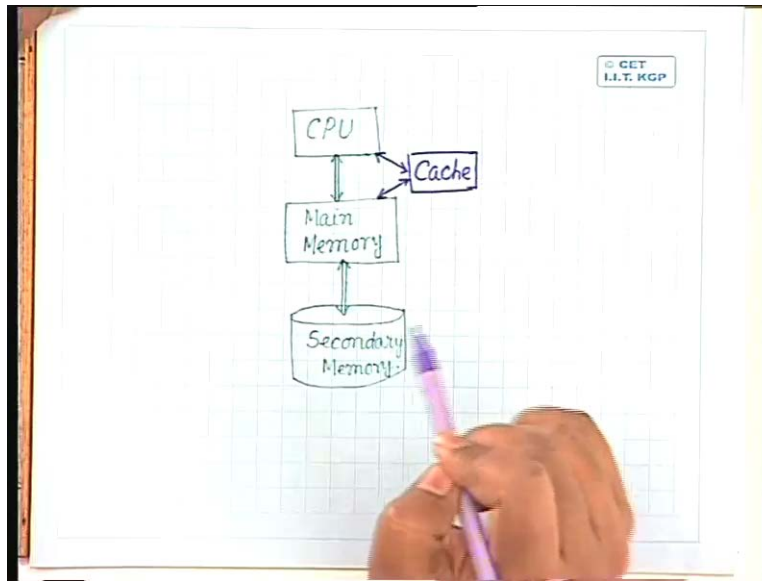 © CET
I.I.T. KGP
CPU
Cache
Main
Memory
Secondary
Memory.